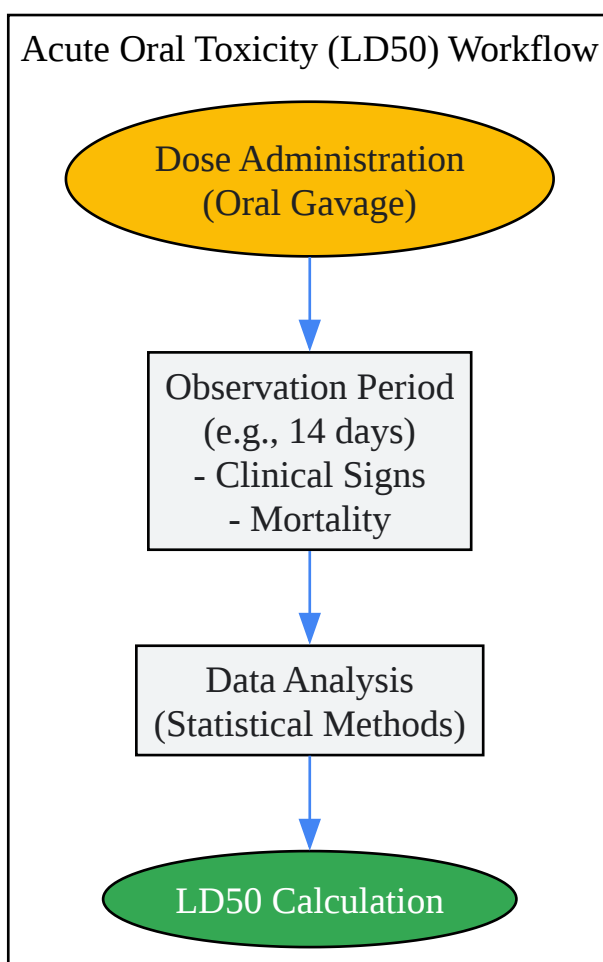 Acute Oral Toxicity (LD50) Workflow
Dose Administration
(Oral Gavage)
Observation Period
(e.g., 14 days)
- Clinical Signs
- Mortality
Data Analysis
(Statistical Methods)
LD50 Calculation